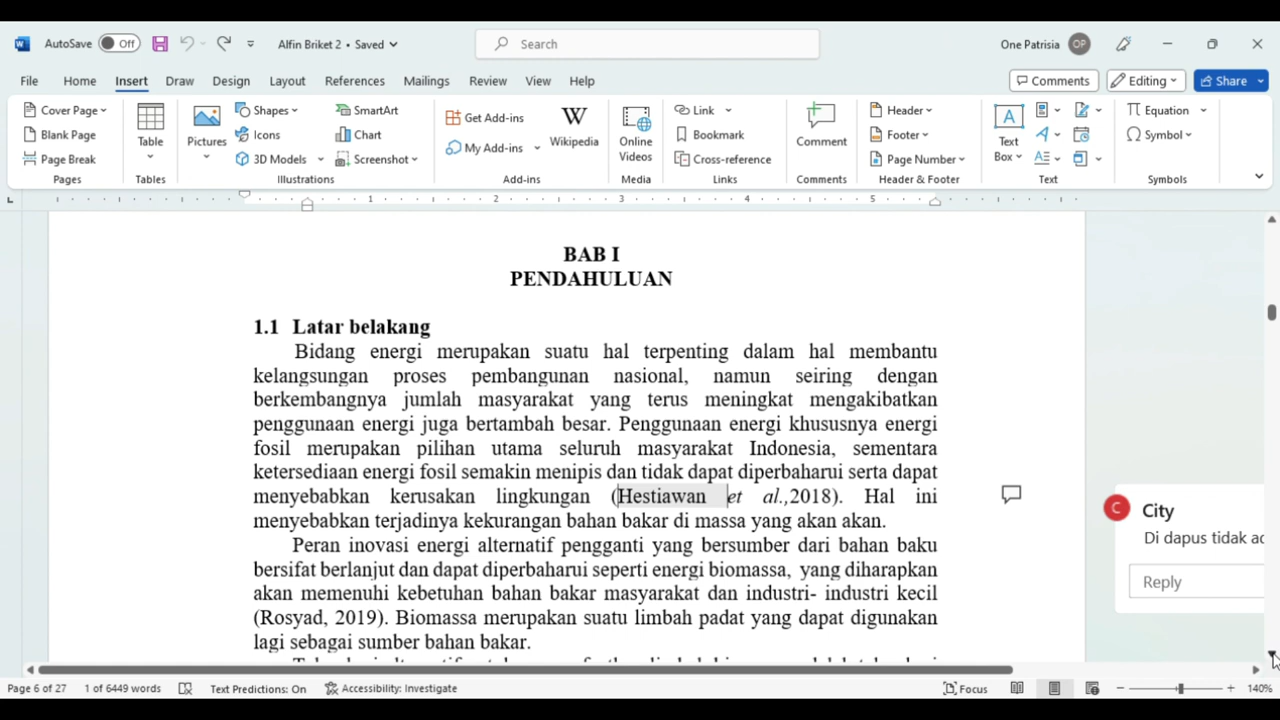 AutoSave Off Alfin Briket 2 • Saved Search One Patrisia OP
File Home Insert Draw Design Layout References Mailings Review View Help Comments Editing Share
Cover Page
Blank Page
Page Break
Pages
Table
Tables
Pictures
Shapes
Icons
3D Models
SmartArt
Chart
Screenshot
Illustrations
Get Add-ins
My Add-ins
Wikipedia
Add-ins
Online
Videos
Media
Link
Bookmark
Cross-reference
Links
Comment
Comments
Header
Footer
Page Number
Header & Footer
Text
Box
Text
Equation
Symbol
Symbols
1 2 3 4 5
BAB I
PENDAHULUAN
1.1 Latar belakang
Bidang energi merupakan suatu hal terpenting dalam hal membantu
kelangsungan proses pembangunan nasional, namun seiring dengan
berkembangnya jumlah masyarakat yang terus meningkat mengakibatkan
penggunaan energi juga bertambah besar. Penggunaan energi khususnya energi
fosil merupakan pilihan utama seluruh masyarakat Indonesia, sementara
ketersediaan energi fosil semakin menipis dan tidak dapat diperbaharui serta dapat
menyebabkan kerusakan lingkungan (Hestiawan et al.,2018). Hal ini
menyebabkan terjadinya kekurangan bahan bakar di massa yang akan akan.
Peran inovasi energi alternatif pengganti yang bersumber dari bahan baku
bersifat berlanjut dan dapat diperbaharui seperti energi biomassa, yang diharapkan
akan memenuhi kebetuhan bahan bakar masyarakat dan industri- industri kecil
(Rosyad, 2019). Biomassa merupakan suatu limbah padat yang dapat digunakan
lagi sebagai sumber bahan bakar.
C City
Di dapus tidak ad
Reply
Page 6 of 27 1 of 6449 words Text Predictions: On Accessibility: Investigate Focus 140%